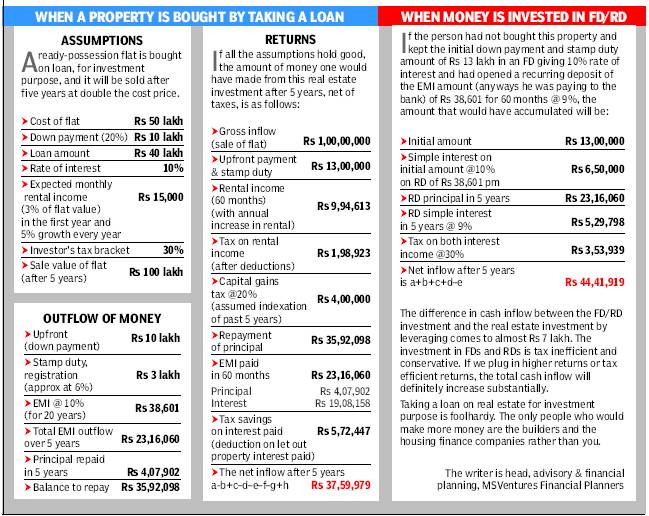 WHEN A PROPERTY IS BOUGHT BY TAKING A LOAN
ASSUMPTIONS
A ready-possession flat is bought
on loan, for investment
purpose, and it will be sold after
five years at double the cost price.
Cost of flat Rs 50 lakh
Down payment (20%) Rs 10 lakh
Loan amount Rs 40 lakh
Rate of interest 10%
Expected monthly
rental income Rs 15,000
(3% of flat value)
in the first year and
5% growth every year
Investor's tax bracket 30%
Sale value of flat Rs 100 lakh
(after 5 years)
OUTFLOW OF MONEY
Upfront Rs 10 lakh
(down payment)
Stamp duty,
registration Rs 3 lakh
(approx at 6%)
EMI @ 10% Rs 38,601
(for 20 years)
Total EMI outflow
over 5 years Rs 23,16,060
Principal repaid
in 5 years Rs 4,07,902
Balance to repay Rs 35,92,098
RETURNS
If all the assumptions hold good,
the amount of money one would
have made from this real estate
investment after 5 years, net of
taxes, is as follows:
Gross inflow Rs 1,00,00,000
(sale of flat)
Upfront payment Rs 13,00,000
& stamp duty
Rental income
(60 months) Rs 9,94,613
(with annual
increase in rental)
Tax on rental
income Rs 1,98,923
(after deductions)
Capital gains
tax @20% Rs 4,00,000
(assumed indexation
of past 5 years)
Repayment Rs 35,92,098
of principal
EMI paid Rs 23,16,060
in 60 months
Principal Rs 4,07,902
Interest Rs 19,08,158
Tax savings
on interest paid Rs 5,72,447
(deduction on let out
property interest paid)
The net inflow after 5 years
a-b+c-d-e-f-g+h Rs 37,59,979
WHEN MONEY IS INVESTED IN FD/RD
If the person had not bought this property and
kept the initial down payment and stamp duty
amount of Rs 13 lakh in an FD giving 10% rate of
interest and had opened a recurring deposit of
the EMI amount (anyways he was paying to the
bank) of Rs 38,601 for 60 months @ 9%, the
amount that would have accumulated will be:
Initial amount Rs 13,00,000
Simple interest on
initial amount @10% Rs 6,50,000
on RD of Rs 38,601 pm
RD principal in 5 years Rs 23,16,060
RD simple interest Rs 5,29,798
in 5 years @ 9%
Tax on both interest Rs 3,53,939
income @30%
Net inflow after 5 years
is a+b+c+d-e Rs 44,41,919
The difference in cash inflow between the FD/RD
investment and the real estate investment by
leveraging comes to almost Rs 7 lakh. The
investment in FDs and RDs is tax inefficient and
conservative. If we plug in higher returns or tax
efficient returns, the total cash inflow will
definitely increase substantially.
Taking a loan on real estate for investment
purpose is foolhardy. The only people who would
make more money are the builders and the
housing finance companies rather than you.
The writer is head, advisory & financial
planning, MSVentures Financial Planners